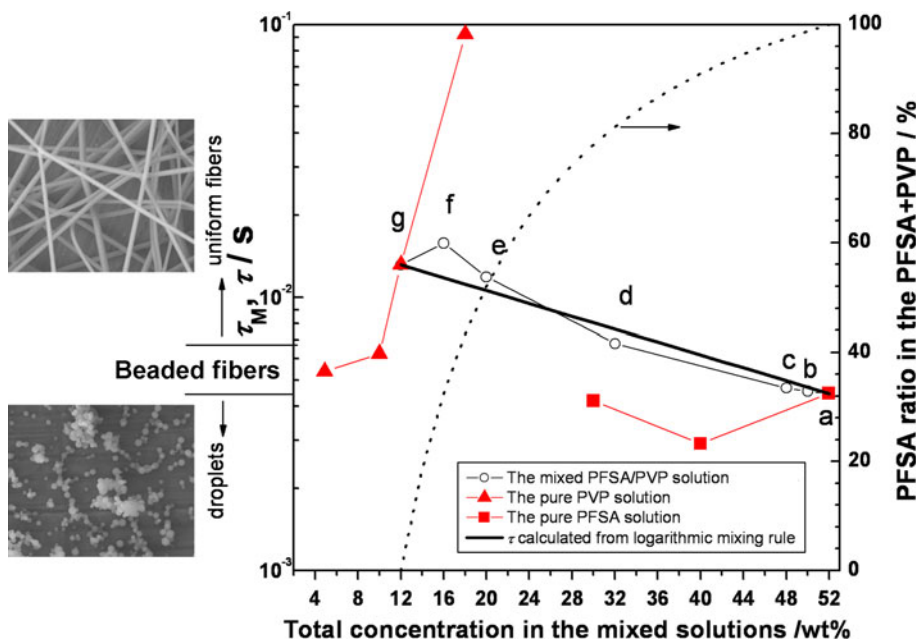 uniform fibers
Beaded fibers
droplets
τM, τ / s
10⁻¹
10⁻²
10⁻³
g
f
e
d
c
b
a
The mixed PFSA/PVP solution
The pure PVP solution
The pure PFSA solution
τ calculated from logarithmic mixing rule
100
80
60
40
20
0
PFSA ratio in the PFSA+PVP / %
4 8 12 16 20 24 28 32 36 40 44 48 52
Total concentration in the mixed solutions /wt%